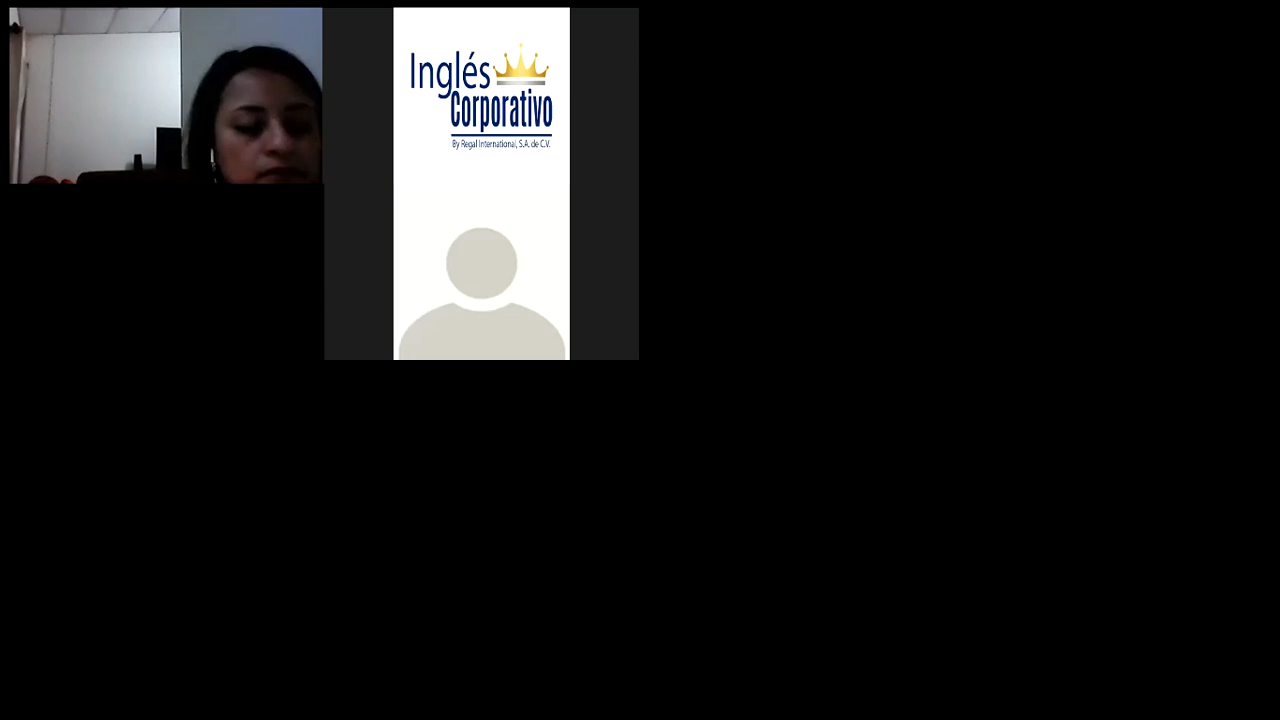 Inglés
Corporativo
By Regal International, S.A. de C.V.